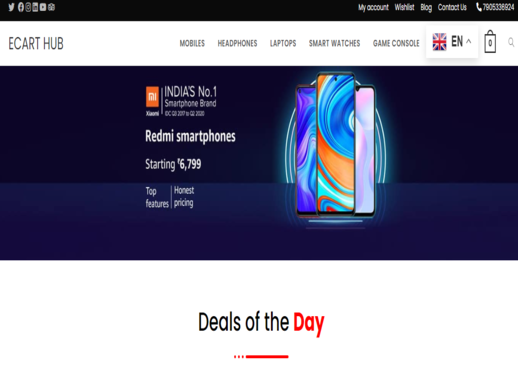 My account Wishlist Blog Contact Us 7905336924
ECART HUB MOBILES HEADPHONES LAPTOPS SMART WATCHES GAME CONSOLE EN 0
mi Xiaomi
INDIA'S No.1
Smartphone Brand
IDC Q3 2017 to Q2 2020
Redmi smartphones
Starting ₹6,799
Top features
Honest pricing
Deals of the Day